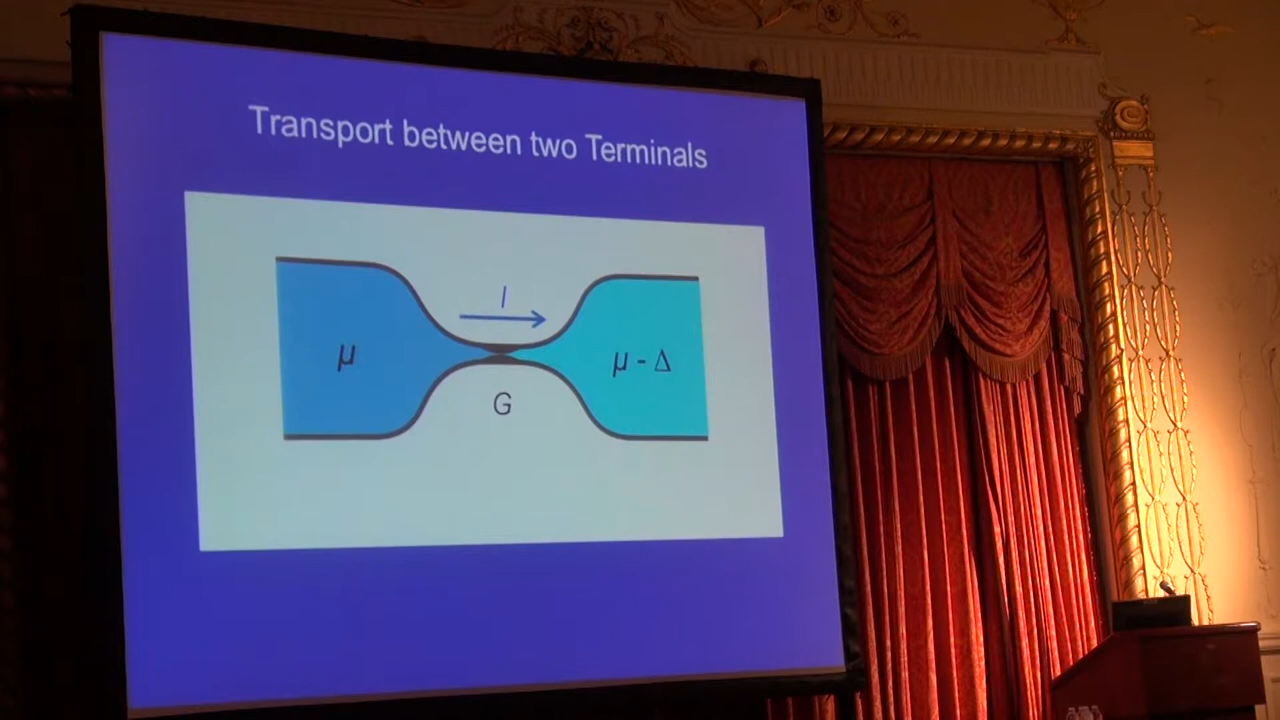 Transport between two Terminals
I
μ
μ - Δ
G